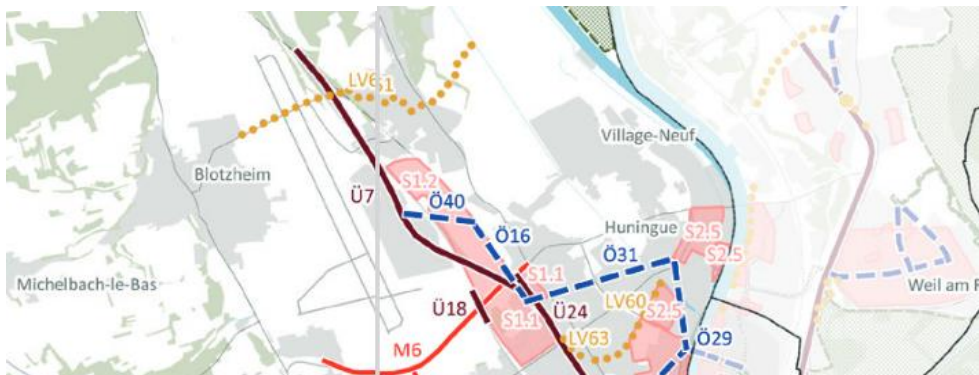 LV61
Village-Neuf
Blotzheim
S1.2
Ü7
Ö40
Ö16
Huningue
S2.5
Ö31
S2.5
S1.1
Michelbach-le-Bas
Weil am
LV60
Ü18
S1.1
Ü24
S2.5
LV63
Ö29
M6